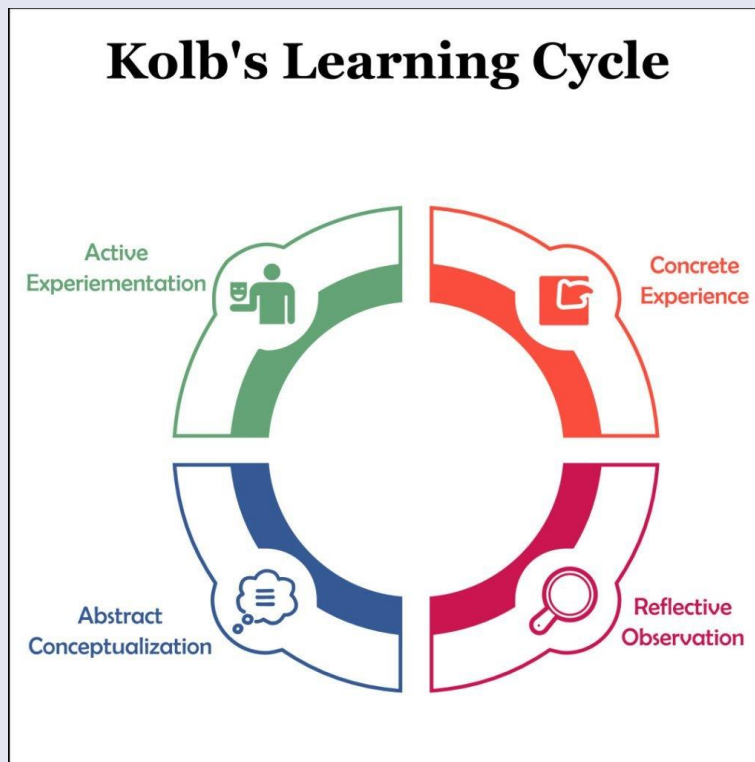 Kolb's Learning Cycle
Active
Experiementation
Concrete
Experience
Abstract
Conceptualization
Reflective
Observation